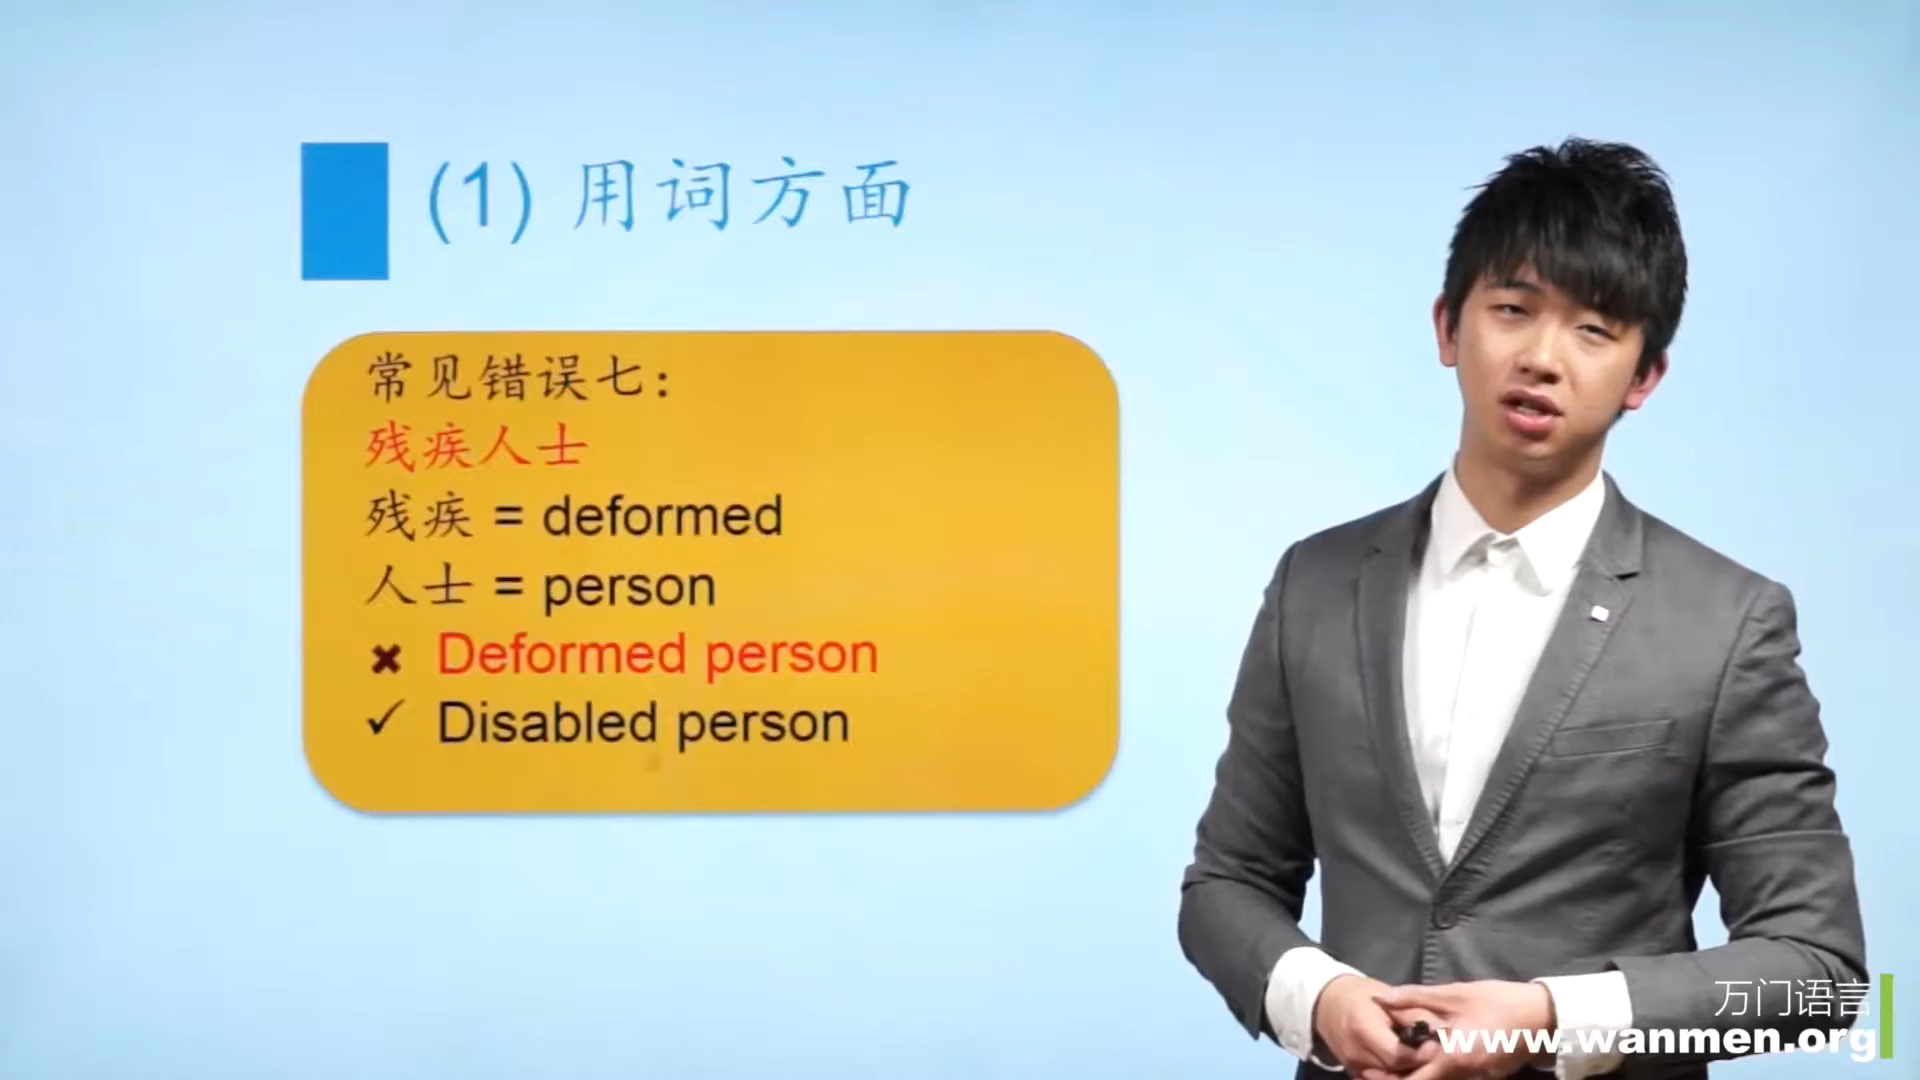 (1) 用词方面
常见错误七：
残疾人士
残疾 = deformed
人士 = person
✖ Deformed person
✓ Disabled person
万门语言
www.wanmen.org